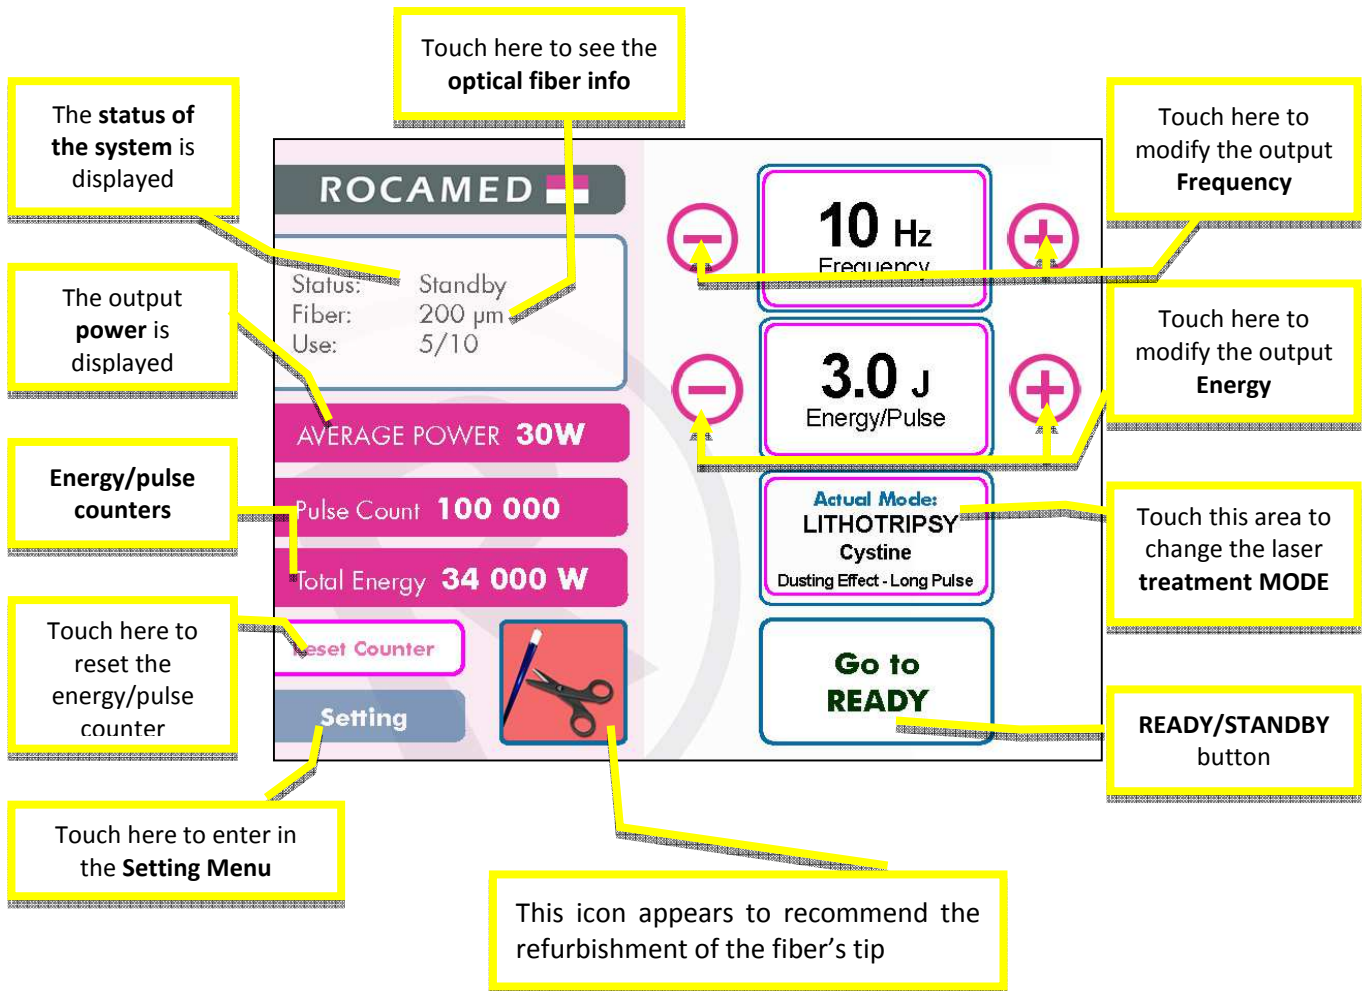 Touch here to see the
optical fiber info
The status of
the system is
displayed
Touch here to
modify the output
Frequency
The output
power is
displayed
Touch here to
modify the output
Energy
Energy/pulse
counters
Touch this area to
change the laser
treatment MODE
Touch here to
reset the
energy/pulse
counter
READY/STANDBY
button
Touch here to enter in
the Setting Menu
This icon appears to recommend the
refurbishment of the fiber's tip
ROCAMED
Status: Standby
Fiber: 200 µm
Use: 5/10
AVERAGE POWER 30W
Pulse Count 100 000
Total Energy 34 000 W
Reset Counter
Setting
10 Hz
Frequency
3.0 J
Energy/Pulse
Actual Mode:
LITHOTRIPSY
Cystine
Dusting Effect - Long Pulse
Go to
READY